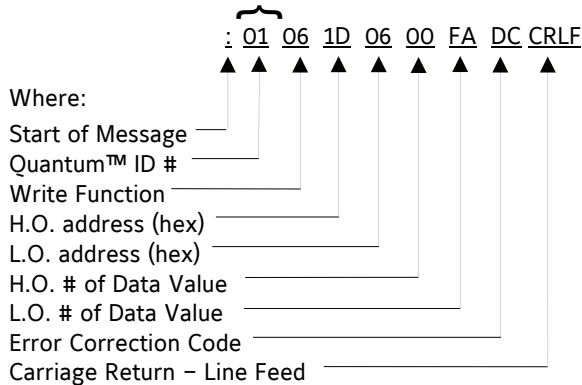 : 01 06 1D 06 00 FA DC CRLF
Where:
Start of Message
Quantum™ ID #
Write Function
H.O. address (hex)
L.O. address (hex)
H.O. # of Data Value
L.O. # of Data Value
Error Correction Code
Carriage Return – Line Feed